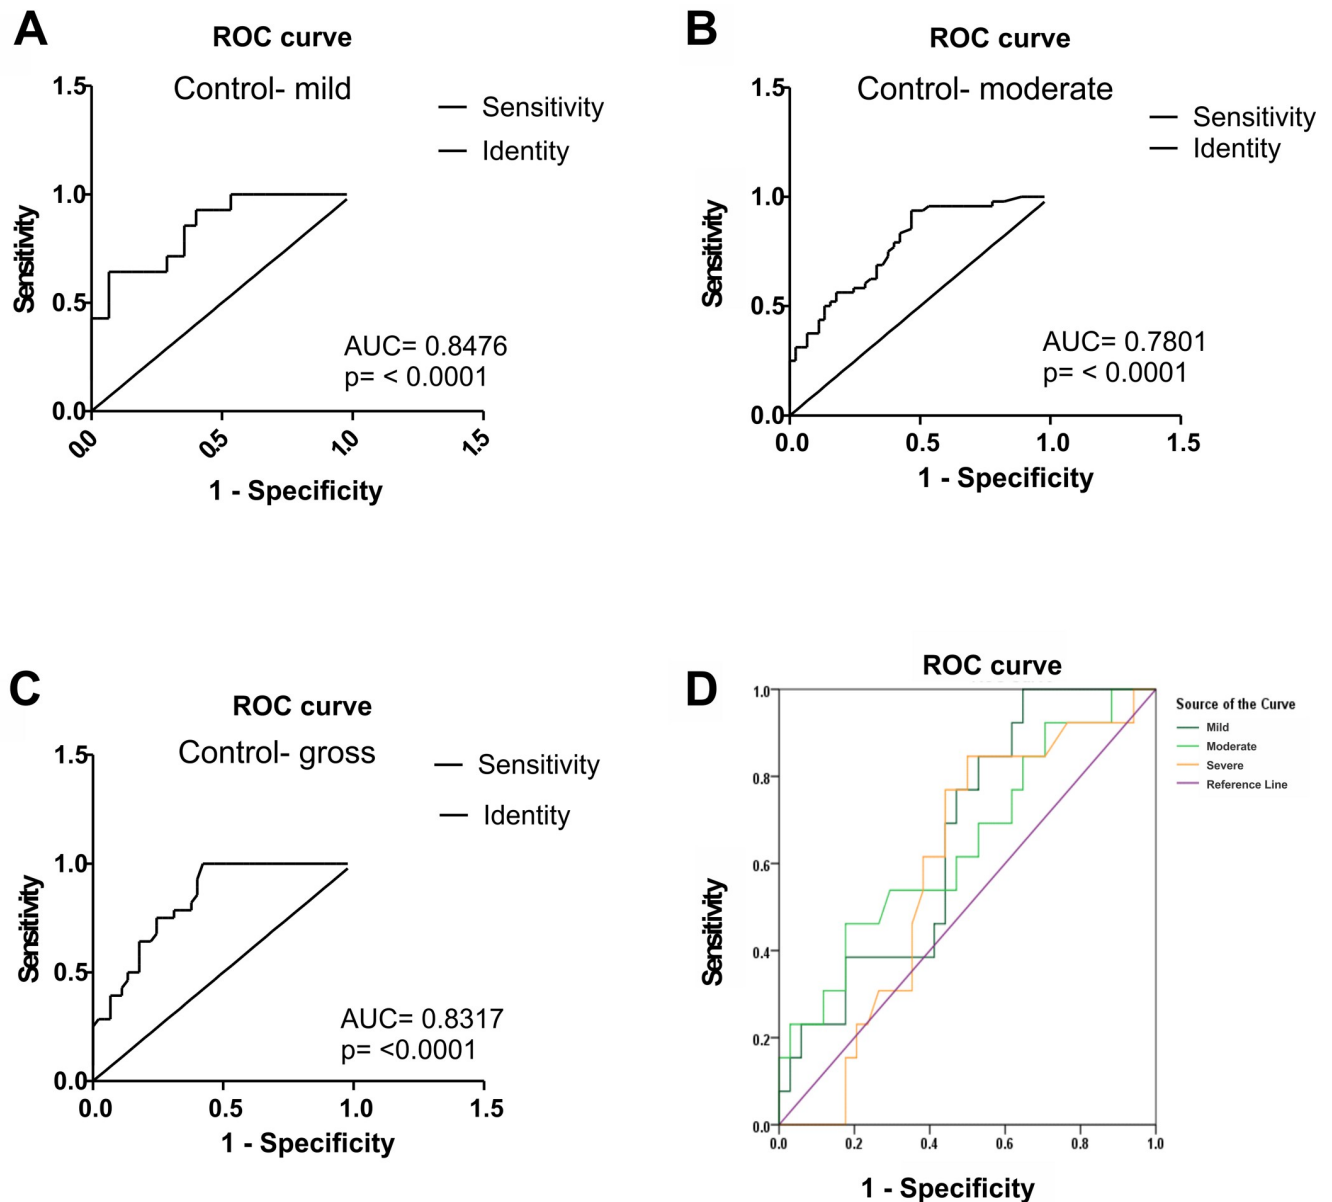 A
ROC curve
Control- mild
Sensitivity
Identity
1.5
1.0
0.5
0.0
Sensitivity
AUC= 0.8476
p= < 0.0001
0.0
0.5
1.0
1.5
1 - Specificity
B
ROC curve
Control- moderate
Sensitivity
Identity
1.5
1.0
0.5
0.0
Sensitivity
AUC= 0.7801
p= < 0.0001
0.0
0.5
1.0
1.5
1 - Specificity
C
ROC curve
Control- gross
Sensitivity
Identity
1.5
1.0
0.5
0.0
Sensitivity
AUC= 0.8317
p= <0.0001
0.0
0.5
1.0
1.5
1 - Specificity
D
ROC curve
Source of the Curve
Mild
Moderate
Severe
Reference Line
1.0
0.8
0.6
0.4
0.2
0.0
Sensitivity
0.0
0.2
0.4
0.6
0.8
1.0
1 - Specificity